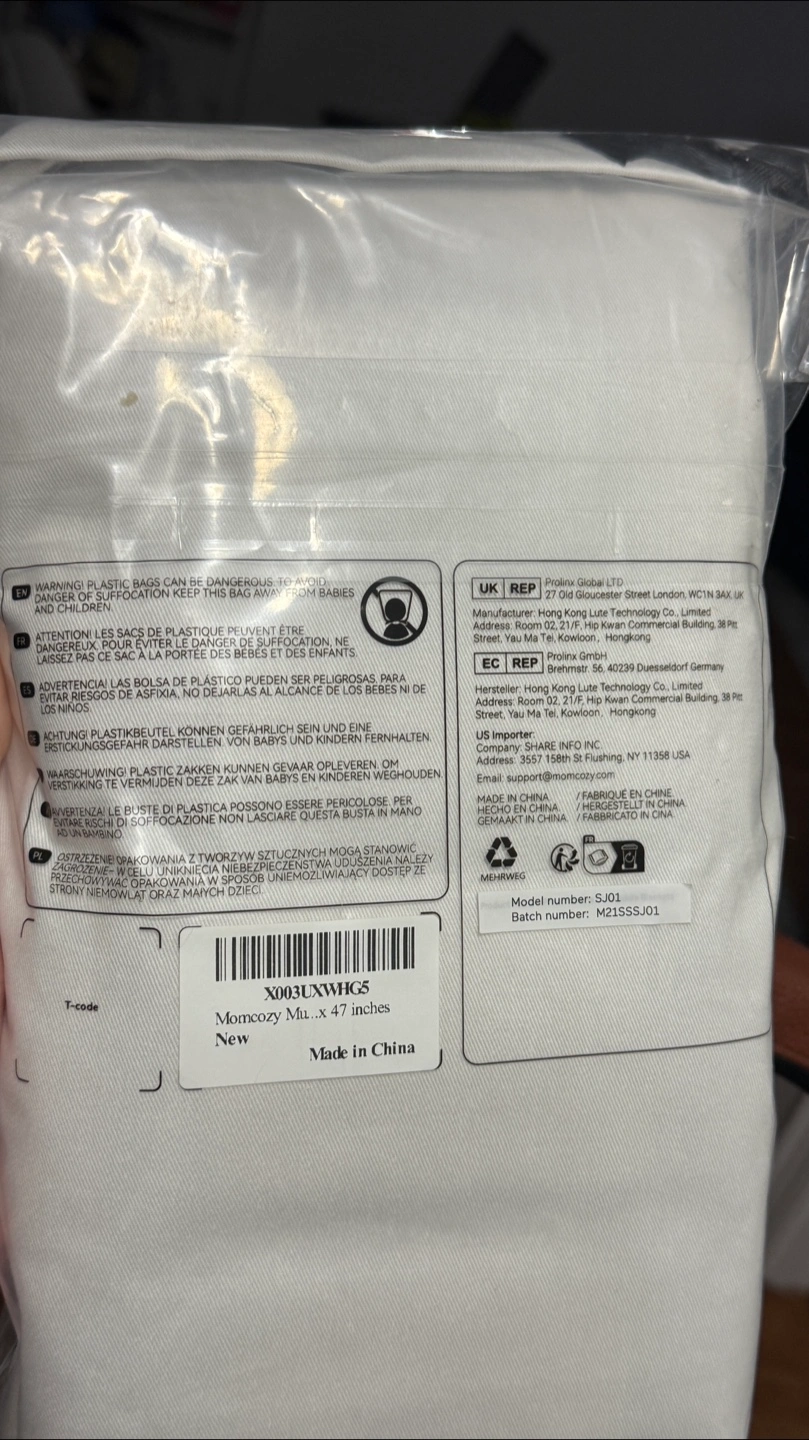 EN
WARNING! PLASTIC BAGS CAN BE DANGEROUS. TO AVOID
DANGER OF SUFFOCATION KEEP THIS BAG AWAY FROM BABIES
AND CHILDREN.
FR
ATTENTION! LES SACS DE PLASTIQUE PEUVENT ÊTRE
DANGEREUX. POUR ÉVITER LE DANGER DE SUFFOCATION, NE
LAISSEZ PAS CE SAC À LA PORTÉE DES BÉBÉS ET DES ENFANTS.
ES
ADVERTENCIA! LAS BOLSA DE PLÁSTICO PUEDEN SER PELIGROSAS. PARA
EVITAR RIESGOS DE ASFIXIA, NO DEJARLAS AL ALCANCE DE LOS BEBES NI DE
LOS NIÑOS.
ACHTUNG! PLASTIKBEUTEL KÖNNEN GEFÄHRLICH SEIN UND EINE
ERSTICKUNGSGEFAHR DARSTELLEN. VON BABYS UND KINDERN FERNHALTEN.
WAARSCHUWING! PLASTIC ZAKKEN KUNNEN GEVAAR OPLEVEREN. OM
VERSTIKKING TE VERMIJDEN DEZE ZAK VAN BABYS EN KINDEREN WEGHOUDEN
AVVERTENZA! LE BUSTE DI PLASTICA POSSONO ESSERE PERICOLOSE. PER
EVITARE RISCHI DI SOFFOCAZIONE NON LASCIARE QUESTA BUSTA IN MANO
AD UN BAMBINO.
PL
OSTRZEŻENIE! OPAKOWANIA Z TWORZYW SZTUCZNYCH MOGĄ STANOWIĆ
ZAGROŻENIE- W CELU UNIKNIĘCIA NIEBEZPIECZEŃSTWA UDUSZENIA NALEŻY
PRZECHOWYWAĆ OPAKOWANIA W SPOSÓB UNIEMOŻLIWIAJĄCY DOSTĘP ZE
STRONY NIEMOWLĄT ORAZ MAŁYCH DZIECI.
T-code
X003UXWHG5
Momcozy Mu...x 47 inches
New
Made in China
UK REP Prolinx Global LTD
27 Old Gloucester Street London, WC1N 3AX. UK
Manufacturer: Hong Kong Lute Technology Co., Limited
Address: Room 02, 21/F, Hip Kwan Commercial Building, 38 Pitt
Street, Yau Ma Tei, Kowloon, Hongkong
EC REP Prolinx GmbH
Brehmstr. 56, 40239 Duesseldorf Germany
Hersteller: Hong Kong Lute Technology Co., Limited
Address: Room 02, 21/F, Hip Kwan Commercial Building, 38 Pitt
Street, Yau Ma Tei, Kowloon, Hongkong
US Importer:
Company: SHARE INFO INC.
Address: 3557 158th St Flushing, NY 11358 USA
Email: support@momcozy.com
MADE IN CHINA / FABRIQUÉ EN CHINE
HECHO EN CHINA / HERGESTELLT IN CHINA
GEMAAKT IN CHINA / FABBRICATO IN CINA
MEHRWEG
FR
Model number: SJ01
Batch number: M21SSSJ01